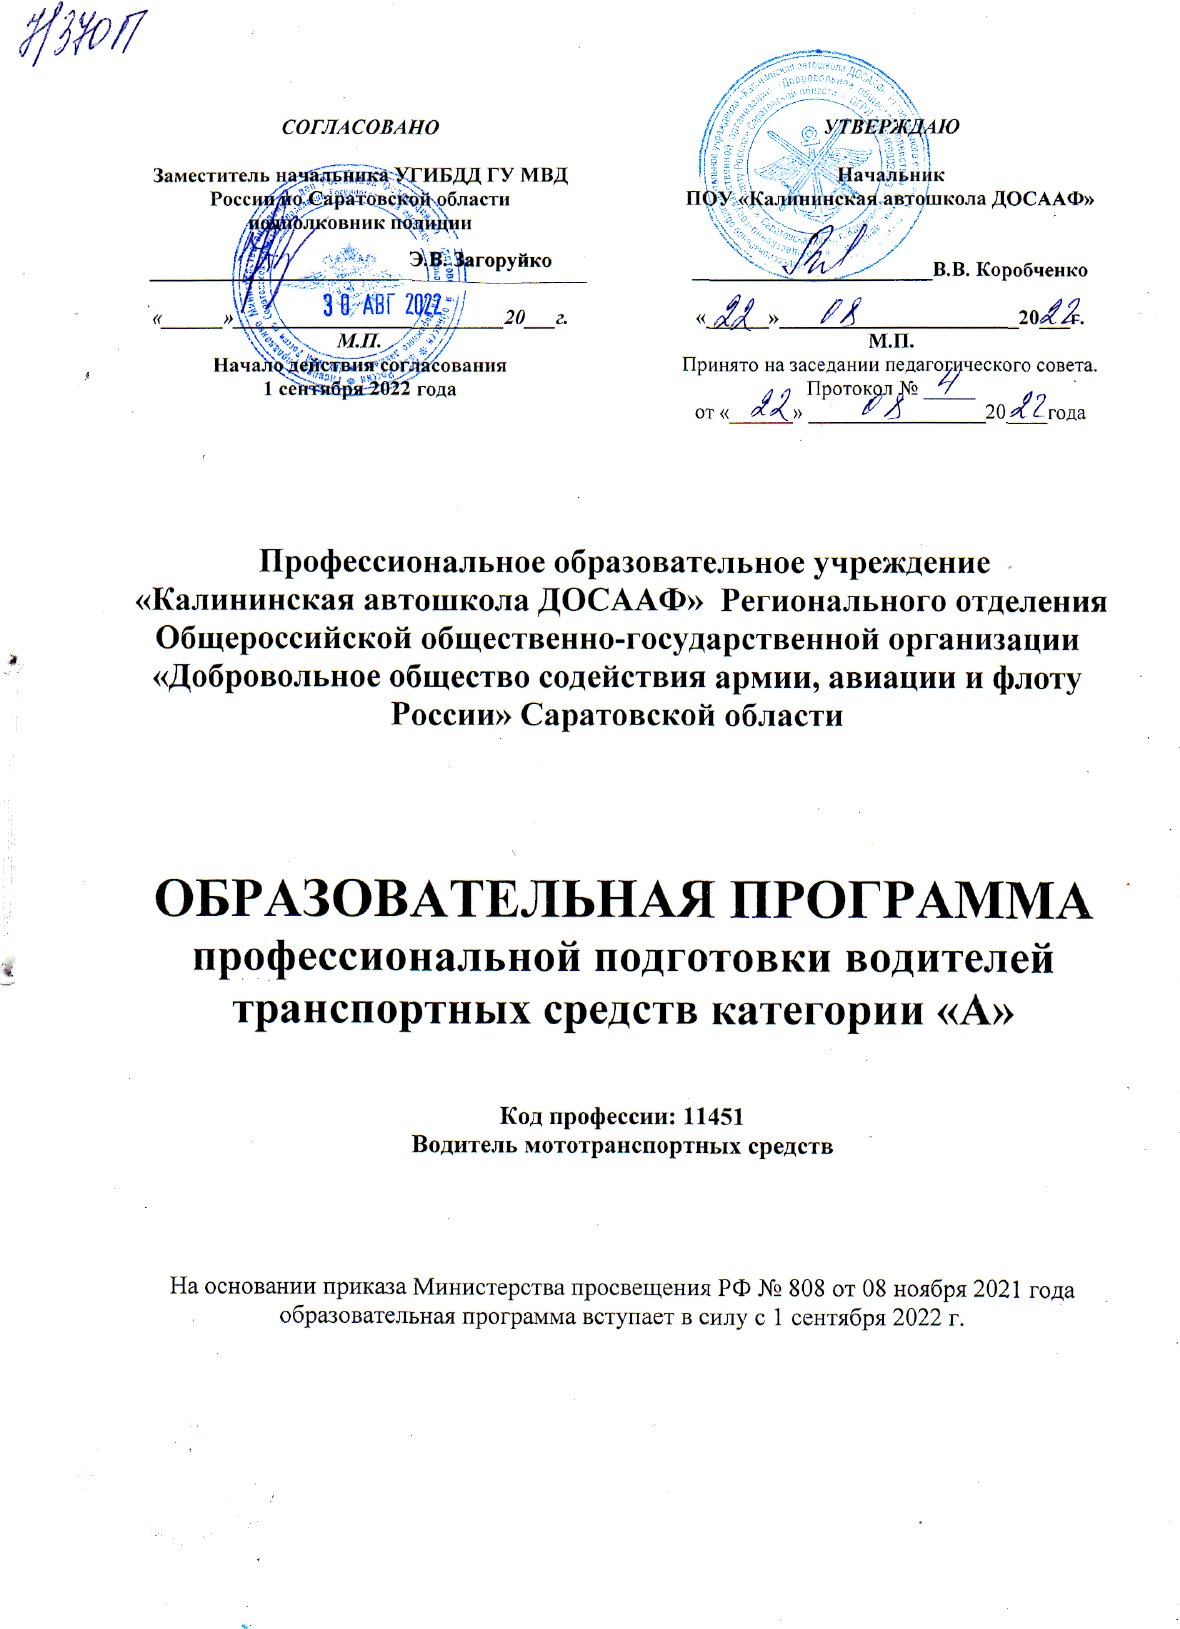 СОГЛАСОВАНО
Заместитель начальника УГИБДД ГУ МВД
России по Саратовской области
подполковник полиции
Э.В. Загоруйко
30 АВГ 2022
«______»__________________________20___г.
М.П.
Начало действия согласования
1 сентября 2022 года
УТВЕРЖДАЮ
Начальник
ПОУ «Калининская автошкола ДОСААФ»
В.В. Коробченко
«22» 08 2022г.
М.П.
Принято на заседании педагогического совета.
Протокол № 4
от «22» 08 2022года
Профессиональное образовательное учреждение
«Калининская автошкола ДОСААФ» Регионального отделения
Общероссийской общественно-государственной организации
«Добровольное общество содействия армии, авиации и флоту
России» Саратовской области
ОБРАЗОВАТЕЛЬНАЯ ПРОГРАММА
профессиональной подготовки водителей
транспортных средств категории «А»
Код профессии: 11451
Водитель мототранспортных средств
На основании приказа Министерства просвещения РФ № 808 от 08 ноября 2021 года
образовательная программа вступает в силу с 1 сентября 2022 г.